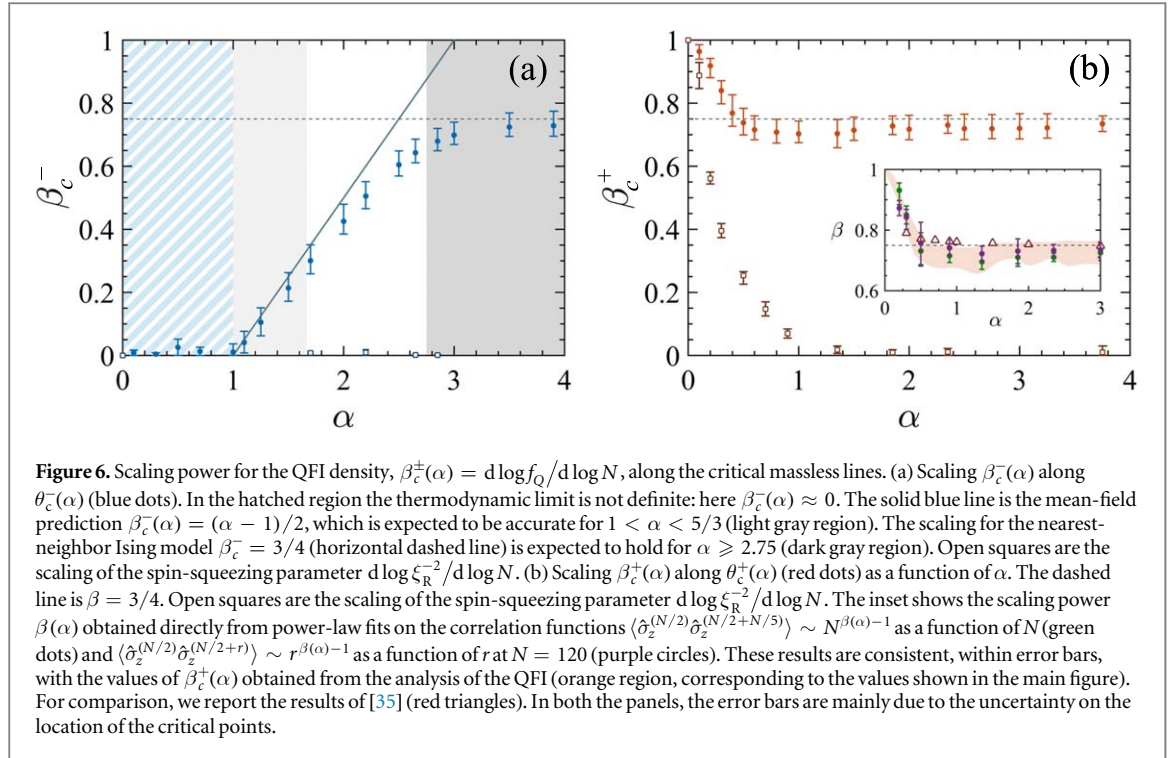 1
0.8
0.6
0.4
0.2
0
0 1 2 3 4
β_c^−
α
(a)
1
0.8
0.6
0.4
0.2
0
0 1 2 3 4
β_c^+
α
(b)
1
0.8
0.6
β
0 1 2 3
α
Figure 6. Scaling power for the QFI density, β_c^±(α) = d log f_Q/d log N, along the critical massless lines. (a) Scaling β_c^−(α) along
θ_c^−(α) (blue dots). In the hatched region the thermodynamic limit is not definite: here β_c^−(α) ≈ 0. The solid blue line is the mean-field
prediction β_c^−(α) = (α − 1)/2, which is expected to be accurate for 1 < α < 5/3 (light gray region). The scaling for the nearest-
neighbor Ising model β_c^− = 3/4 (horizontal dashed line) is expected to hold for α ⩾ 2.75 (dark gray region). Open squares are the
scaling of the spin-squeezing parameter d log ξ_R^−2/d log N. (b) Scaling β_c^+(α) along θ_c^+(α) (red dots) as a function of α. The dashed
line is β = 3/4. Open squares are the scaling of the spin-squeezing parameter d log ξ_R^−2/d log N. The inset shows the scaling power
β(α) obtained directly from power-law fits on the correlation functions ⟨σ̂_z^(N/2) σ̂_z^(N/2+N/5)⟩ ∼ N^β(α)−1 as a function of N (green
dots) and ⟨σ̂_z^(N/2) σ̂_z^(N/2+r)⟩ ∼ r^β(α)−1 as a function of r at N = 120 (purple circles). These results are consistent, within error bars,
with the values of β_c^+(α) obtained from the analysis of the QFI (orange region, corresponding to the values shown in the main figure).
For comparison, we report the results of [35] (red triangles). In both the panels, the error bars are mainly due to the uncertainty on the
location of the critical points.